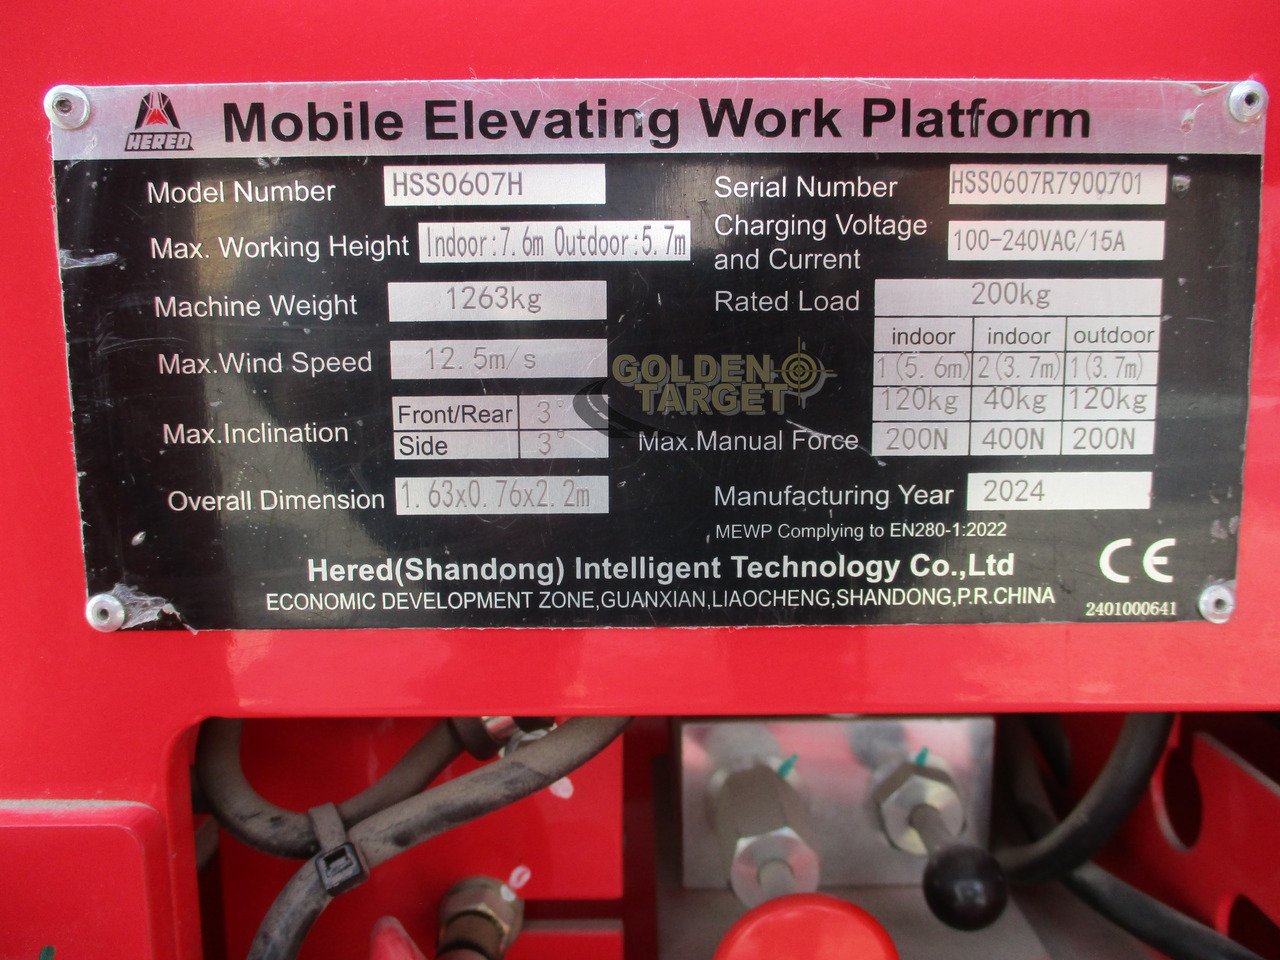 HERED
Mobile Elevating Work Platform
Model Number HSS0607H
Serial Number HSS0607R7900701
Max. Working Height Indoor:7.6m Outdoor:5.7m
Charging Voltage
and Current 100-240VAC/15A
Machine Weight 1263kg
Rated Load 200kg
indoor indoor outdoor
1(5.6m) 2(3.7m) 1(3.7m)
120kg 40kg 120kg
Max.Wind Speed 12.5m/s
GOLDEN
TARGET
Max.Inclination Front/Rear 3°
Side 3°
Max.Manual Force 200N 400N 200N
Overall Dimension 1.63x0.76x2.2m
Manufacturing Year 2024
MEWP Complying to EN280-1:2022
Hered(Shandong) Intelligent Technology Co.,Ltd
CE
ECONOMIC DEVELOPMENT ZONE,GUANXIAN,LIAOCHENG,SHANDONG,P.R.CHINA
2401000641